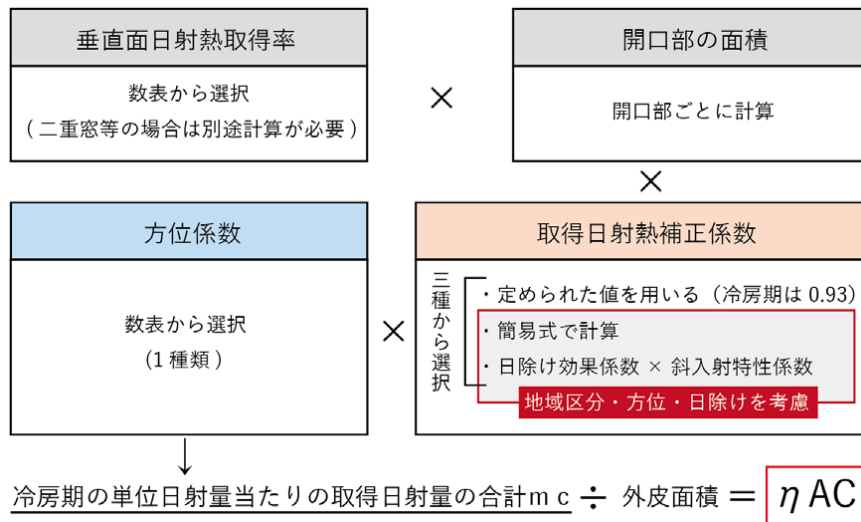 垂直面日射熱取得率
数表から選択
（二重窓等の場合は別途計算が必要）
×
開口部の面積
開口部ごとに計算
×
方位係数
数表から選択
(1種類)
×
取得日射熱補正係数
三種から選択
・定められた値を用いる（冷房期は 0.93）
・簡易式で計算
・日除け効果係数 × 斜入射特性係数
地域区分・方位・日除けを考慮
冷房期の単位日射量当たりの取得日射量の合計ｍｃ ÷ 外皮面積 ＝ ηAC